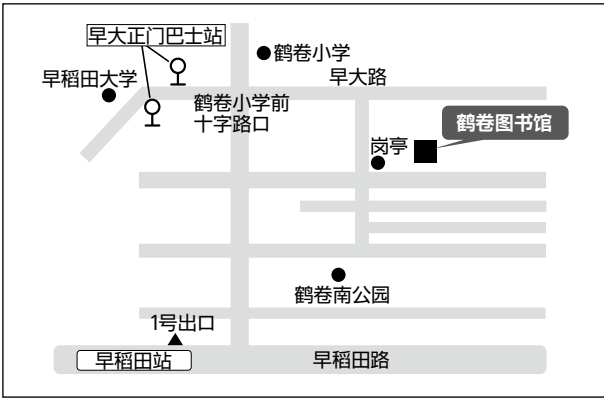 早大正门巴士站
鹤卷小学
早稻田大学
早大路
鹤卷小学前
十字路口
鹤卷图书馆
岗亭
鹤卷南公园
1号出口
早稻田站
早稻田路